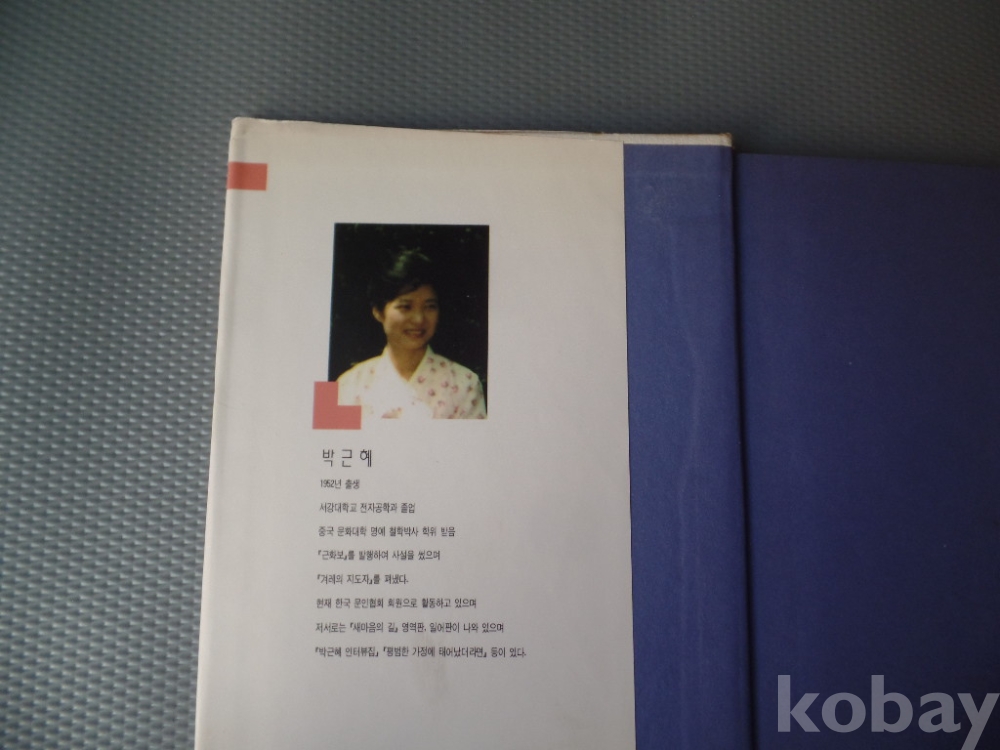 박근혜
1952년 출생
서강대학교 전자공학과 졸업
중국 문화대학 명예 철학박사 학위 받음
『근화보』를 발행하여 사설을 썼으며
『겨레의 지도자』를 펴냈다.
현재 한국 문인협회 회원으로 활동하고 있으며
저서로는 『새마음의 길』 영역판, 일어판이 나와 있으며
『박근혜 인터뷰집』 『평범한 가정에 태어났더라면』 등이 있다.
kobay